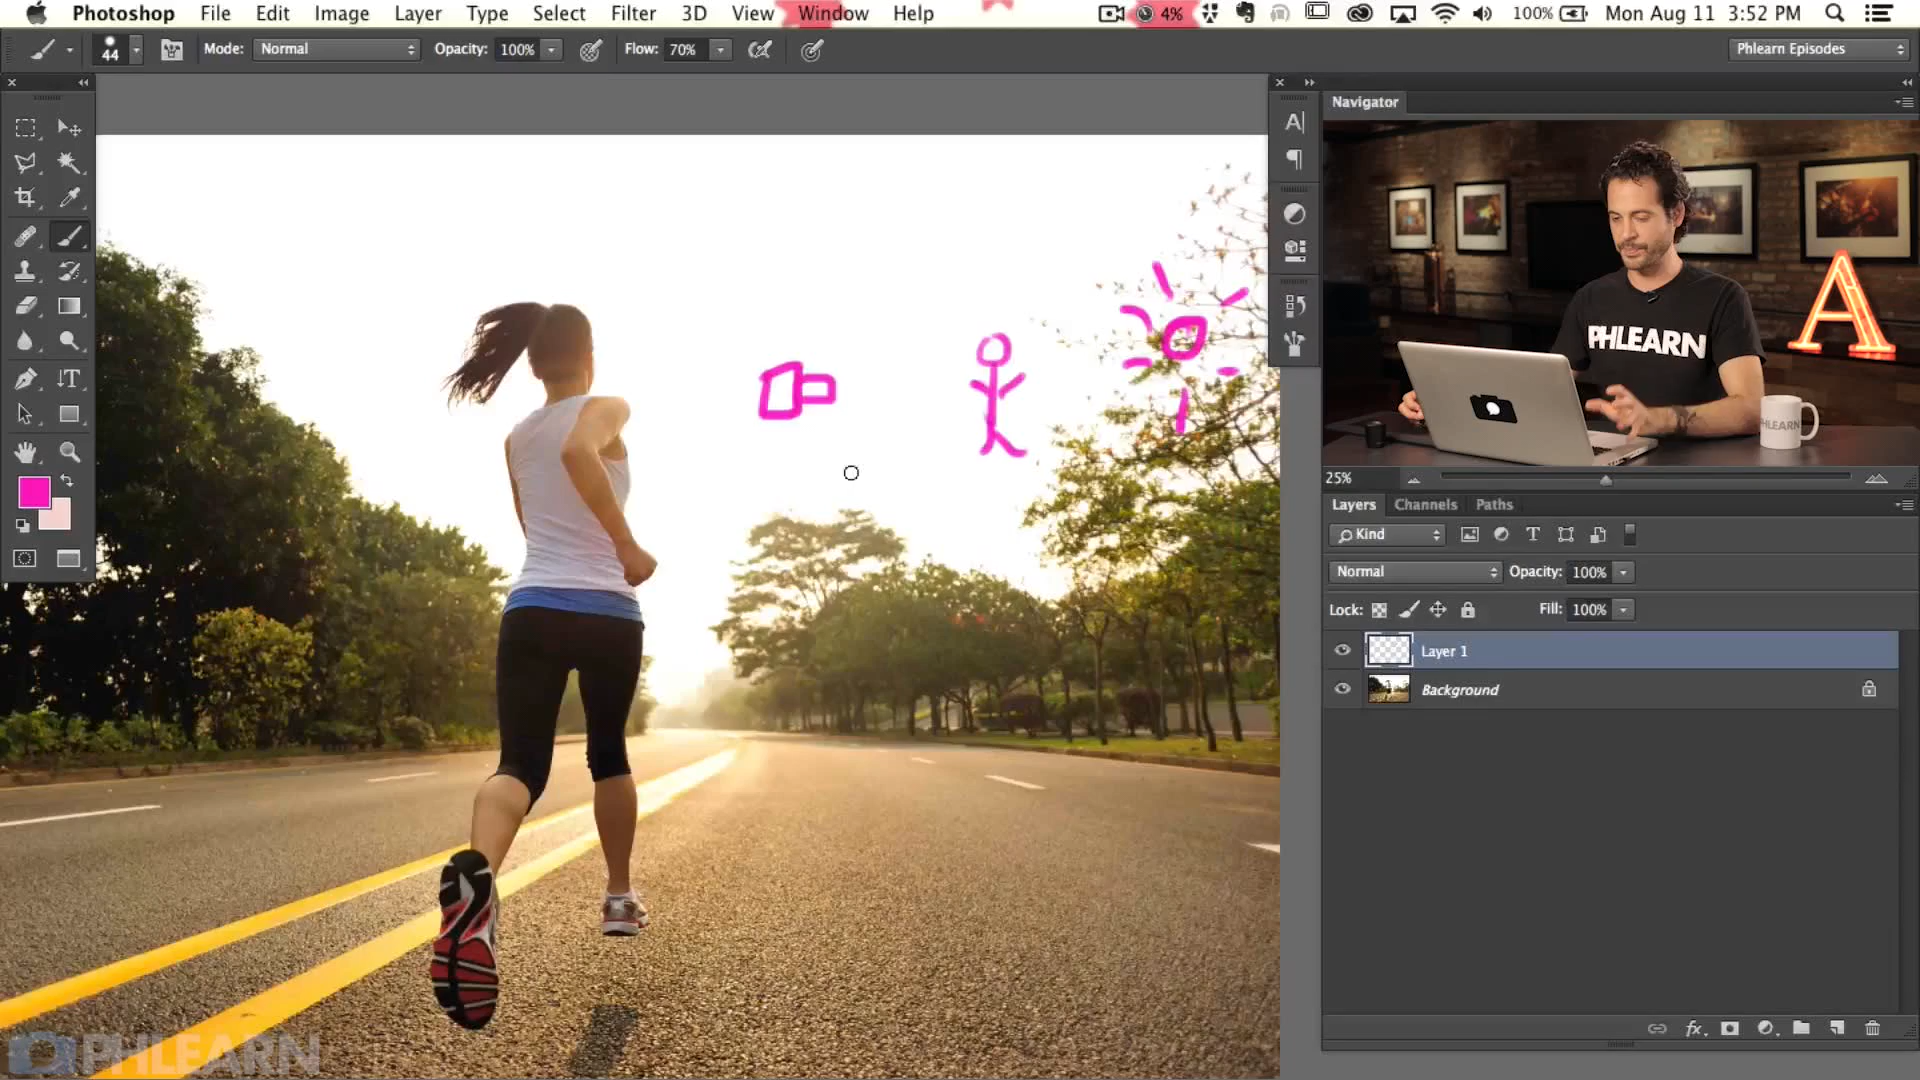 Photoshop File Edit Image Layer Type Select Filter 3D View Window Help 4% 100% Mon Aug 11 3:52 PM
44 Mode: Normal Opacity: 100% Flow: 70% Phlearn Episodes
Navigator
A
PHLEARN
PHLEARN
25%
Layers Channels Paths
Kind
Normal Opacity: 100%
Lock: Fill: 100%
Layer 1
Background
fx
PHLEARN